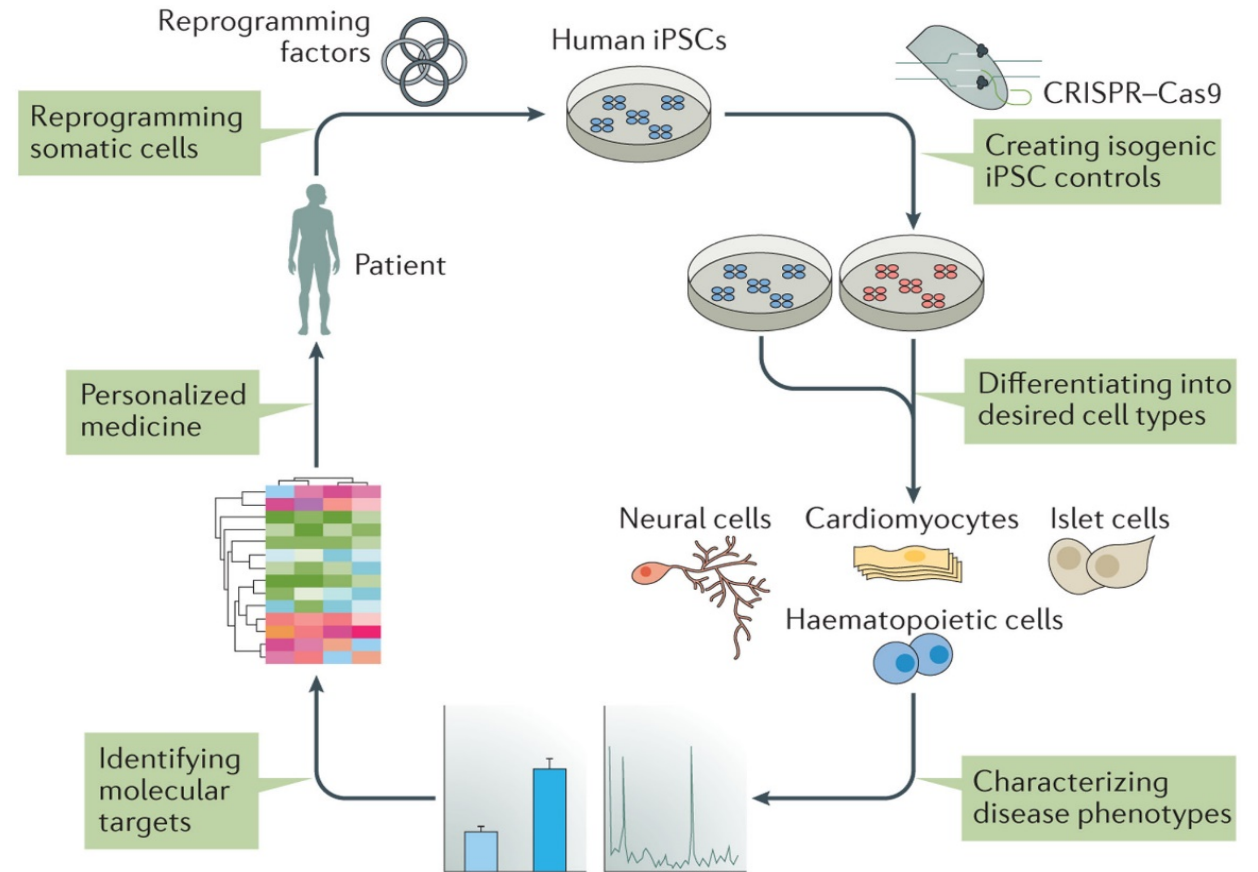 Reprogramming
factors
Human iPSCs
CRISPR–Cas9
Reprogramming
somatic cells
Creating isogenic
iPSC controls
Patient
Personalized
medicine
Differentiating into
desired cell types
Neural cells
Cardiomyocytes
Islet cells
Haematopoietic cells
Identifying
molecular
targets
Characterizing
disease phenotypes